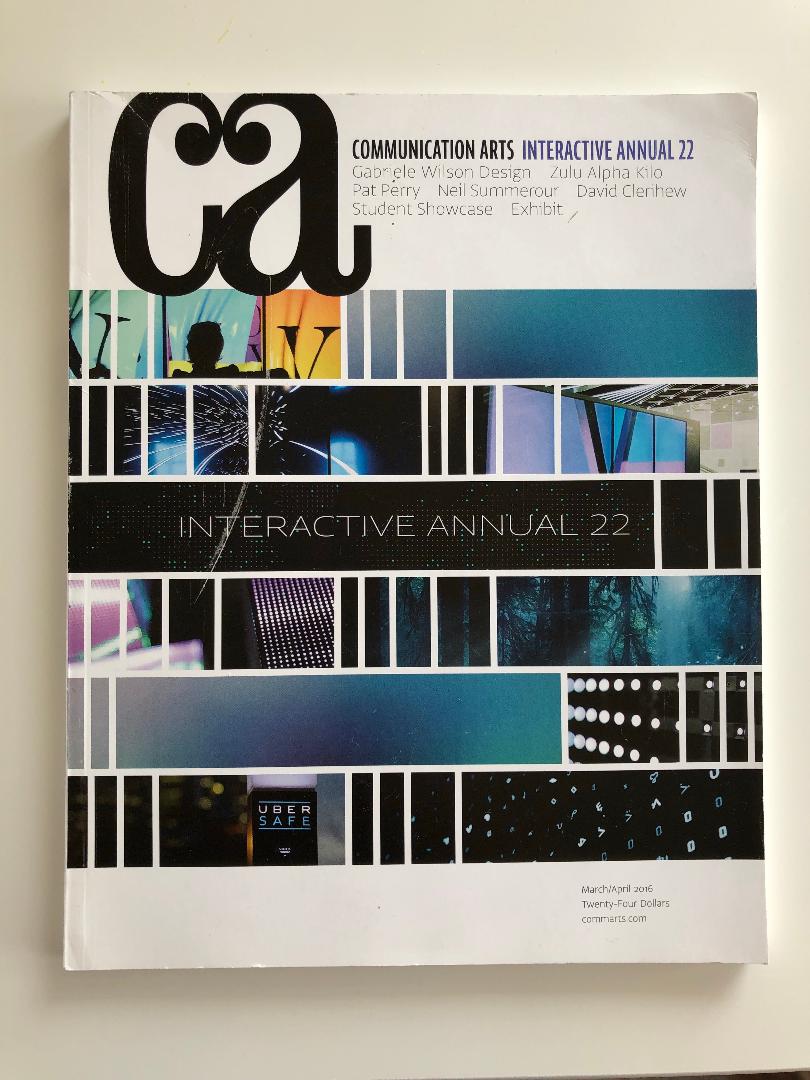 ca
COMMUNICATION ARTS INTERACTIVE ANNUAL 22
Gabriele Wilson Design Zulu Alpha Kilo
Pat Perry Neil Summerour David Clerihew
Student Showcase Exhibit
INTERACTIVE ANNUAL 22
UBER
SAFE
March/April 2016
Twenty-Four Dollars
commarts.com